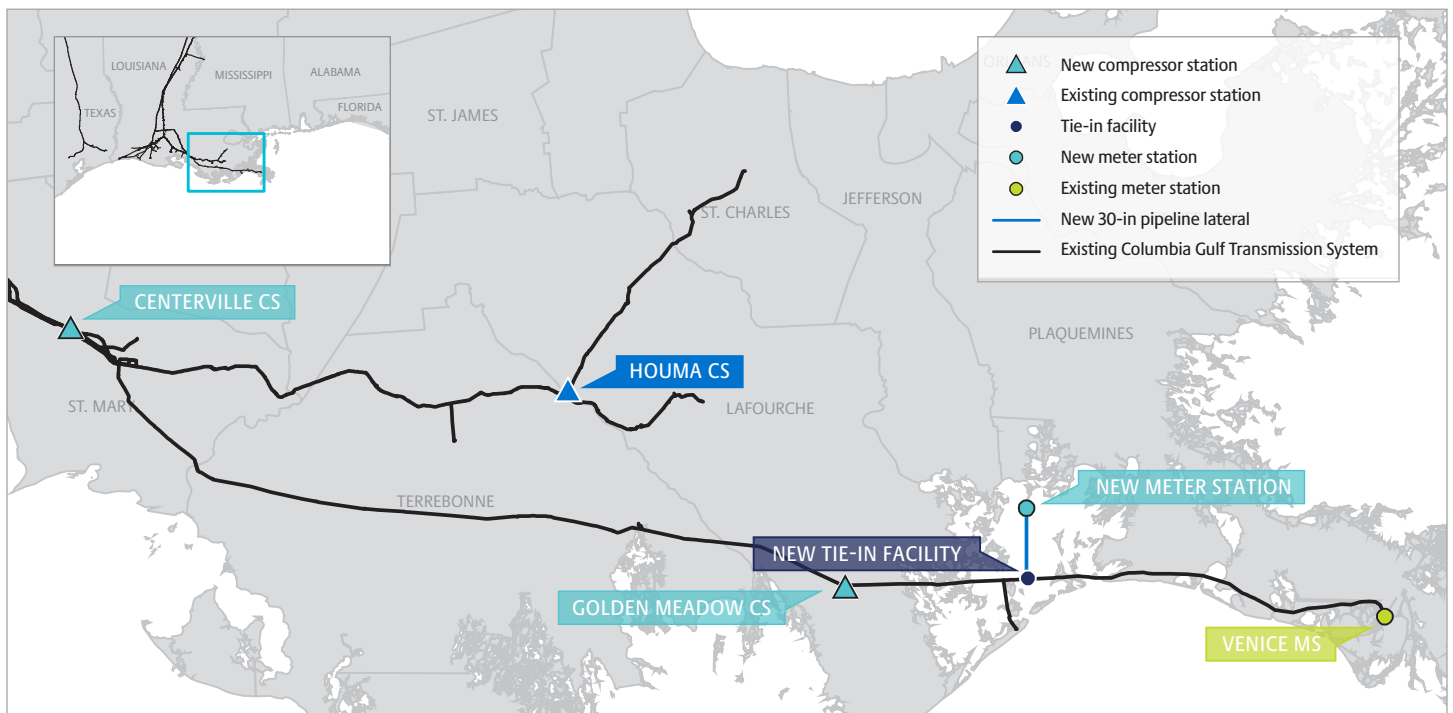 LOUISIANA
MISSISSIPPI
ALABAMA
TEXAS
FLORIDA
ST. JAMES
ORLEANS
New compressor station
Existing compressor station
Tie-in facility
New meter station
Existing meter station
New 30-in pipeline lateral
Existing Columbia Gulf Transmission System
JEFFERSON
ST. CHARLES
CENTERVILLE CS
PLAQUEMINES
HOUMA CS
ST. MARY
LAFOURCHE
NEW METER STATION
TERREBONNE
NEW TIE-IN FACILITY
GOLDEN MEADOW CS
VENICE MS